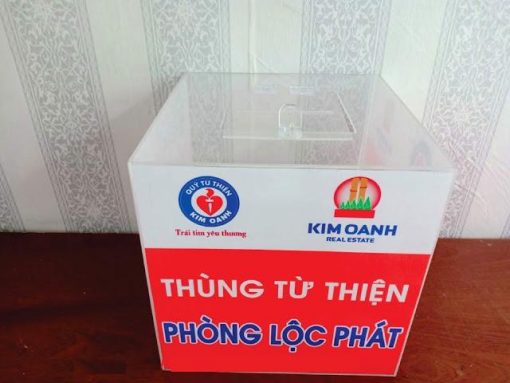 QUỸ TỪ THIỆN
KIM OANH
Trái tim yêu thương
KIM OANH
REAL ESTATE
THÙNG TỪ THIỆN
PHÒNG LỘC PHÁT